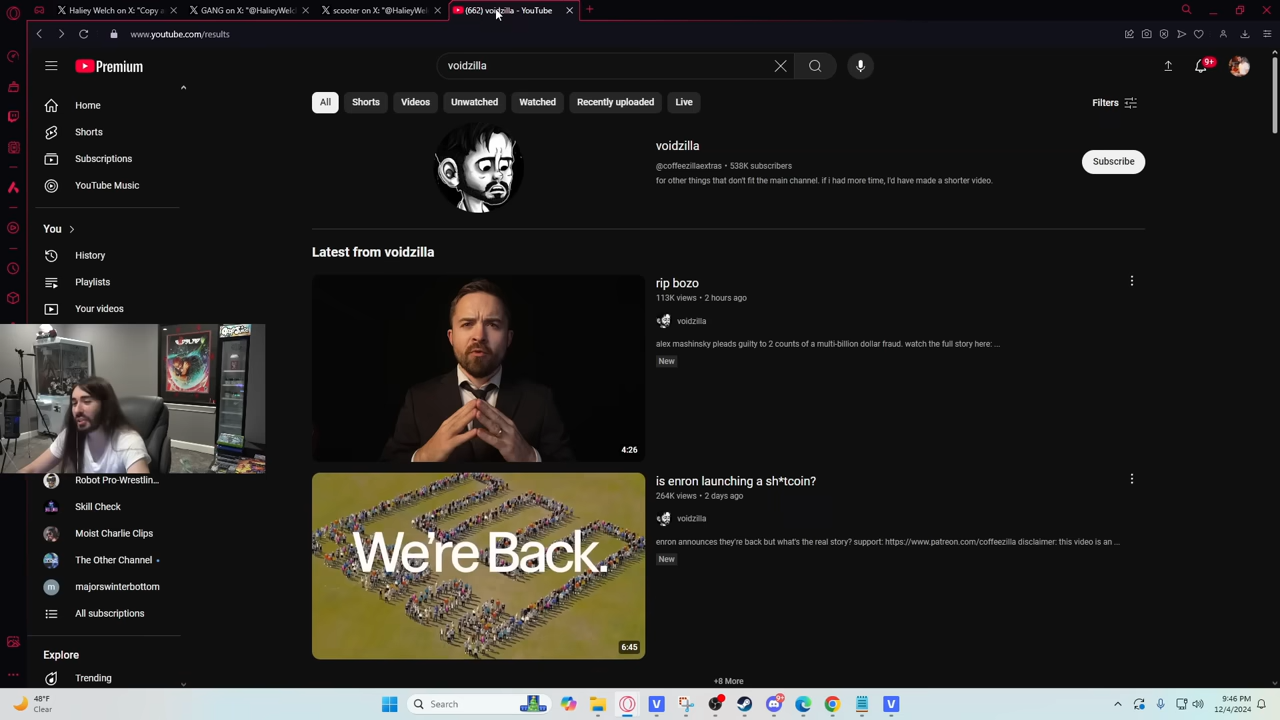 Haliey Welch on X: "Copy a
GANG on X: "@HalieyWelch
scooter on X: "@HalieyWel
(662) voidzilla - YouTube
www.youtube.com/results
Premium
voidzilla
9+
All
Shorts
Videos
Unwatched
Watched
Recently uploaded
Live
Filters
Home
Shorts
Subscriptions
YouTube Music
You
History
Playlists
Your videos
Robot Pro-Wrestlin...
Skill Check
Moist Charlie Clips
The Other Channel
majorswinterbottom
All subscriptions
Explore
Trending
voidzilla
@coffeezillaextras • 538K subscribers
for other things that don't fit the main channel. if i had more time, I'd have made a shorter video.
Subscribe
Latest from voidzilla
4:26
rip bozo
113K views • 2 hours ago
voidzilla
alex mashinsky pleads guilty to 2 counts of a multi-billion dollar fraud. watch the full story here: ...
New
We're Back.
6:45
is enron launching a sh*tcoin?
264K views • 2 days ago
voidzilla
enron announces they're back but what's the real story? support: https://www.patreon.com/coffeezilla disclaimer: this video is an ...
New
+8 More
48°F
Clear
Search
9+
9:46 PM
12/4/2024